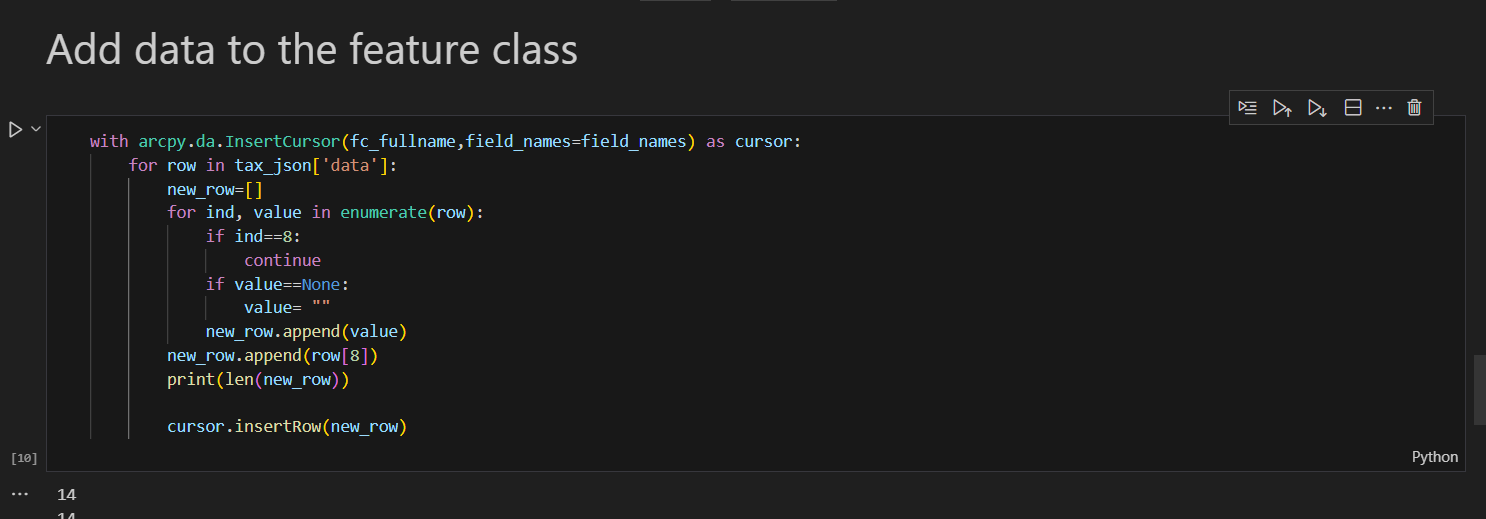 Add data to the feature class
with arcpy.da.InsertCursor(fc_fullname,field_names=field_names) as cursor:
    for row in tax_json['data']:
        new_row=[]
        for ind, value in enumerate(row):
            if ind==8:
                continue
            if value==None:
                value= ""
            new_row.append(value)
        new_row.append(row[8])
        print(len(new_row))
        cursor.insertRow(new_row)
[10]
Python
14
14